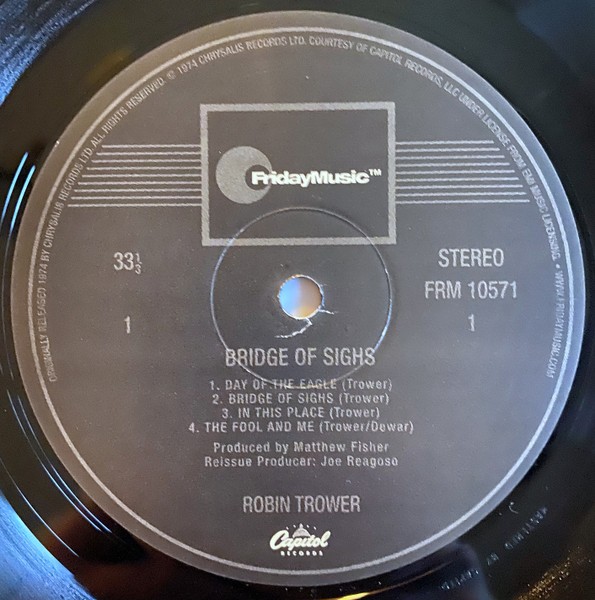 ORIGINALLY RELEASED 1974 BY CHRYSALIS RECORDS LTD. ALL RIGHTS RESERVED. © 1974 CHRYSALIS RECORDS LTD. COURTESY OF CAPITOL RECORDS, LLC UNDER LICENSE FROM EMI MUSIC LICENSING. • WWW.FRIDAYMUSIC.COM
FridayMusic™
33⅓
STEREO
FRM 10571
1
1
BRIDGE OF SIGHS
1. DAY OF THE EAGLE (Trower)
2. BRIDGE OF SIGHS (Trower)
3. IN THIS PLACE (Trower)
4. THE FOOL AND ME (Trower/Dewar)
Produced by Matthew Fisher
Reissue Producer: Joe Reagoso
ROBIN TROWER
Capitol
RECORDS